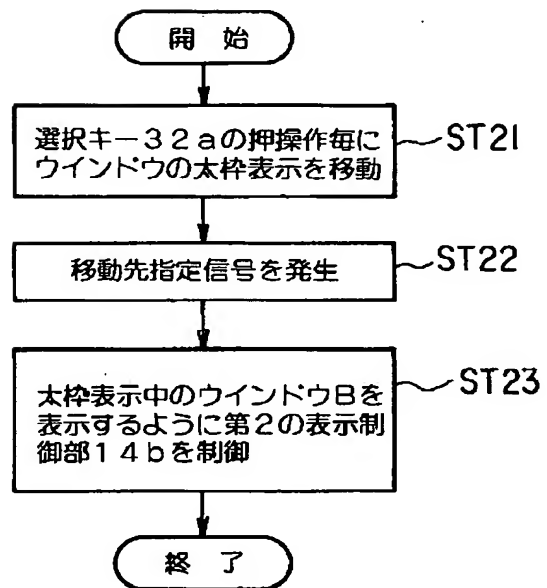 開始
選択キー32aの押操作毎に
ウインドウの太枠表示を移動
ST21
移動先指定信号を発生
ST22
太枠表示中のウインドウBを
表示するように第2の表示制
御部14bを制御
ST23
終了